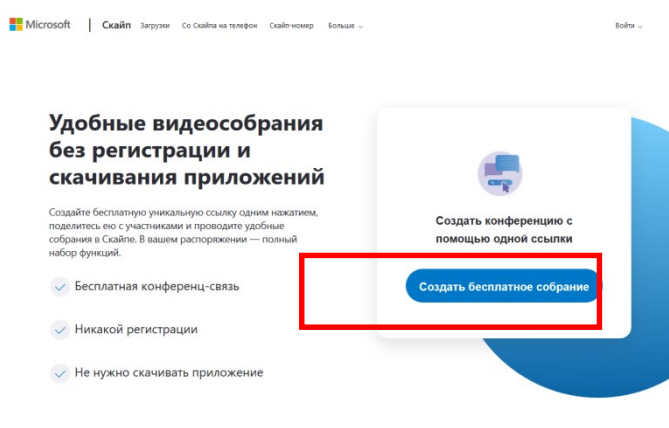 Microsoft Скайп Загрузки Со Скайпа на телефон Скайп-номер Больше Войти
Удобные видеособрания
без регистрации и
скачивания приложений
Создайте бесплатную уникальную ссылку одним нажатием,
поделитесь ею с участниками и проводите удобные
собрания в Скайпе. В вашем распоряжении — полный
набор функций.
Бесплатная конференц-связь
Никакой регистрации
Не нужно скачивать приложение
Создать конференцию с
помощью одной ссылки
Создать бесплатное собрание